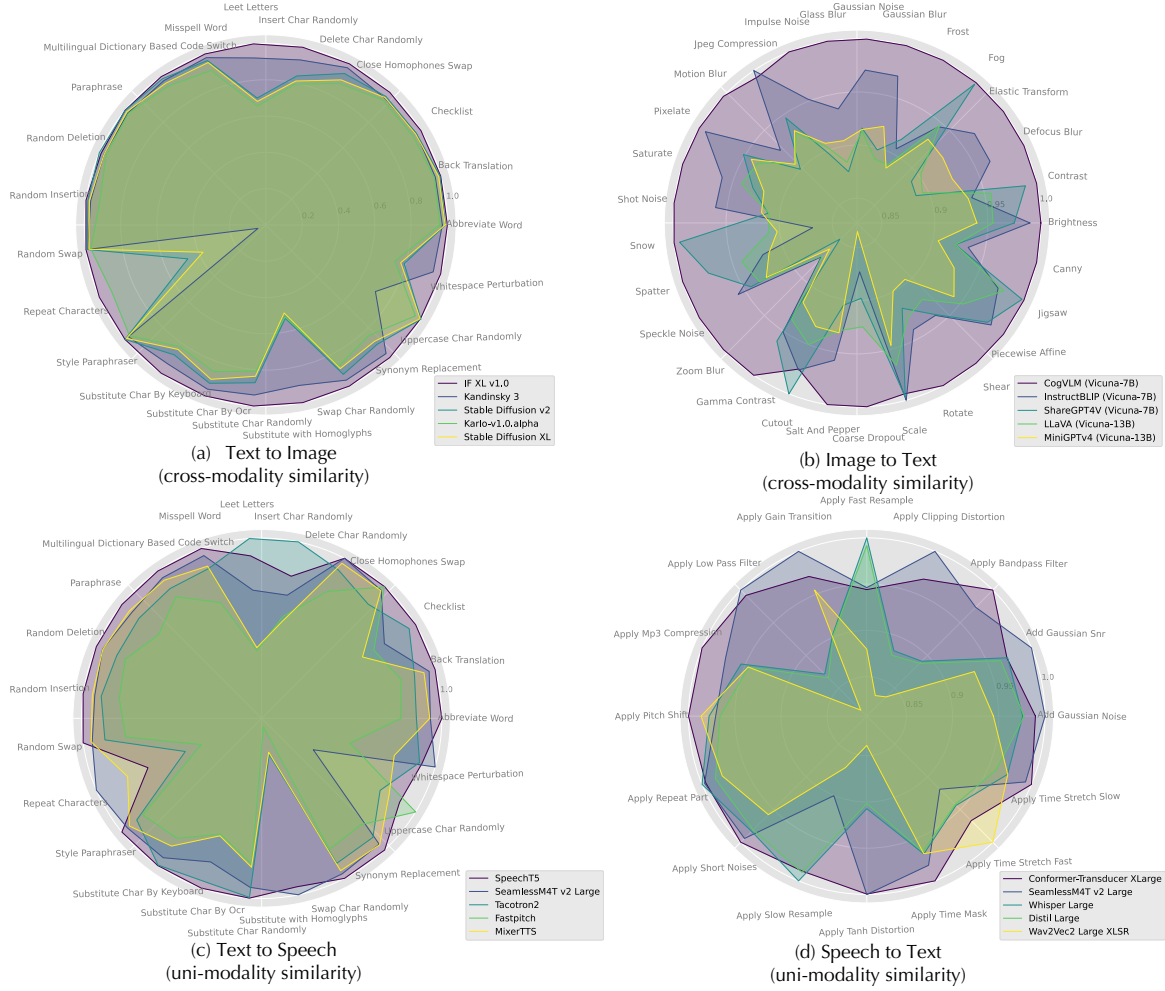 Leet Letters
Insert Char Randomly
Misspell Word
Delete Char Randomly
Multilingual Dictionary Based Code Switch
Close Homophones Swap
Paraphrase
Checklist
Random Deletion
Back Translation
Random Insertion
0.2
0.4
0.6
0.8
1.0
Abbreviate Word
Random Swap
Whitespace Perturbation
Repeat Characters
Uppercase Char Randomly
Style Paraphraser
Synonym Replacement
Substitute Char By Keyboard
Swap Char Randomly
Substitute Char By Ocr
Substitute Char Randomly
Substitute with Homoglyphs
IF XL v1.0
Kandinsky 3
Stable Diffusion v2
Karlo-v1.0.alpha
Stable Diffusion XL
(a) Text to Image
(cross-modality similarity)
Gaussian Noise
Glass Blur
Gaussian Blur
Impulse Noise
Frost
Jpeg Compression
Fog
Motion Blur
Elastic Transform
Pixelate
Defocus Blur
Saturate
Contrast
Shot Noise
0.85
0.9
0.95
1.0
Brightness
Snow
Canny
Spatter
Jigsaw
Speckle Noise
Piecewise Affine
Zoom Blur
Shear
Gamma Contrast
Rotate
Cutout
Scale
Salt And Pepper
Coarse Dropout
CogVLM (Vicuna-7B)
InstructBLIP (Vicuna-7B)
ShareGPT4V (Vicuna-7B)
LLaVA (Vicuna-13B)
MiniGPTv4 (Vicuna-13B)
(b) Image to Text
(cross-modality similarity)
Leet Letters
Misspell Word
Insert Char Randomly
Delete Char Randomly
Multilingual Dictionary Based Code Switch
Close Homophones Swap
Paraphrase
Checklist
Random Deletion
Back Translation
Random Insertion
1.0
Abbreviate Word
Random Swap
Whitespace Perturbation
Repeat Characters
Uppercase Char Randomly
Style Paraphraser
Synonym Replacement
Substitute Char By Keyboard
Swap Char Randomly
Substitute Char By Ocr
Substitute with Homoglyphs
Substitute Char Randomly
SpeechT5
SeamlessM4T v2 Large
Tacotron2
Fastpitch
MixerTTS
(c) Text to Speech
(uni-modality similarity)
Apply Fast Resample
Apply Gain Transition
Apply Clipping Distortion
Apply Low Pass Filter
Apply Bandpass Filter
Apply Mp3 Compression
Add Gaussian Snr
0.85
0.9
0.95
1.0
Apply Pitch Shift
Add Gaussian Noise
Apply Repeat Part
Apply Time Stretch Slow
Apply Short Noises
Apply Time Stretch Fast
Apply Slow Resample
Apply Time Mask
Apply Tanh Distortion
Conformer-Transducer XLarge
SeamlessM4T v2 Large
Whisper Large
Distil Large
Wav2Vec2 Large XLSR
(d) Speech to Text
(uni-modality similarity)